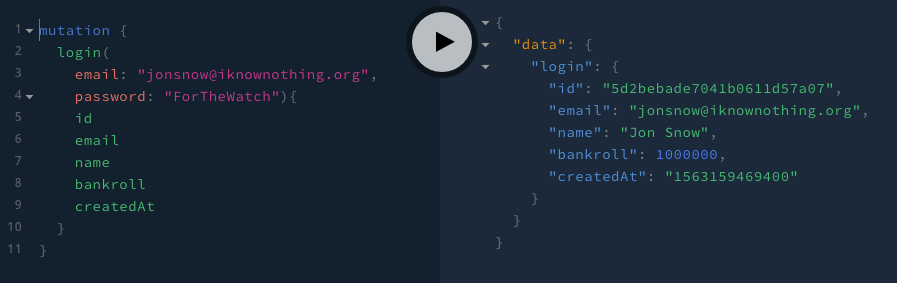 1 mutation {
2 login(
3 email: "jonsnow@iknownothing.org",
4 password: "ForTheWatch"){
5 id
6 email
7 name
8 bankroll
9 createdAt
10 }
11 }
{
"data": {
"login": {
"id": "5d2bebade7041b0611d57a07",
"email": "jonsnow@iknownothing.org",
"name": "Jon Snow",
"bankroll": 1000000,
"createdAt": "1563159469400"
}
}
}